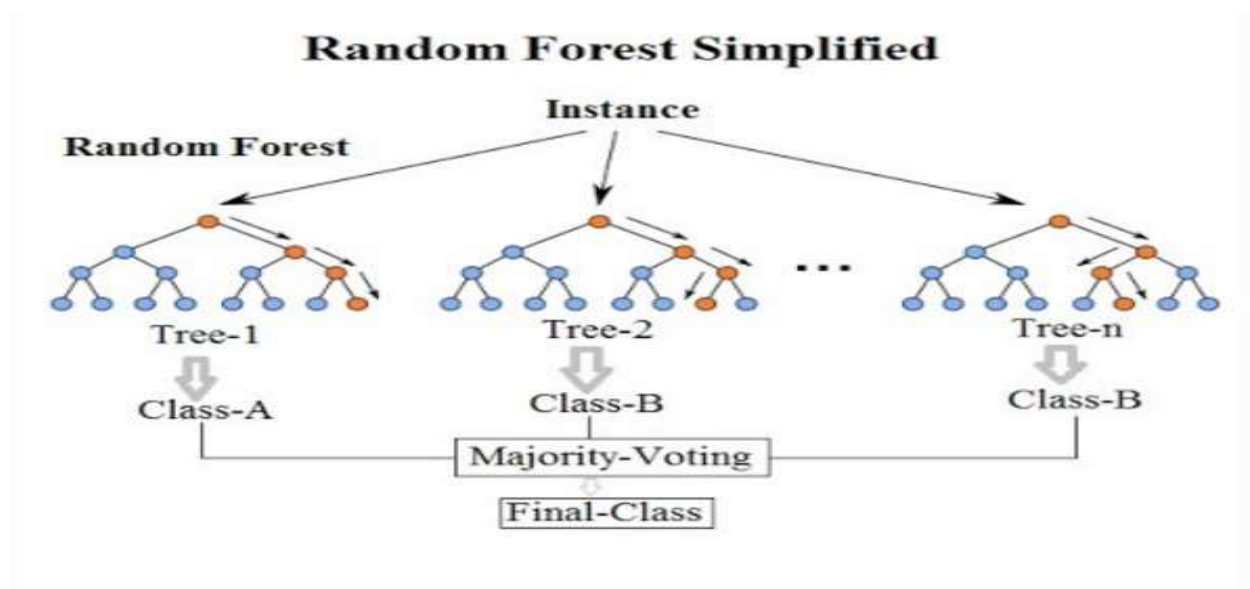 Random Forest Simplified
Instance
Random Forest
...
Tree-1
Tree-2
Tree-n
Class-A
Class-B
Class-B
Majority-Voting
Final-Class